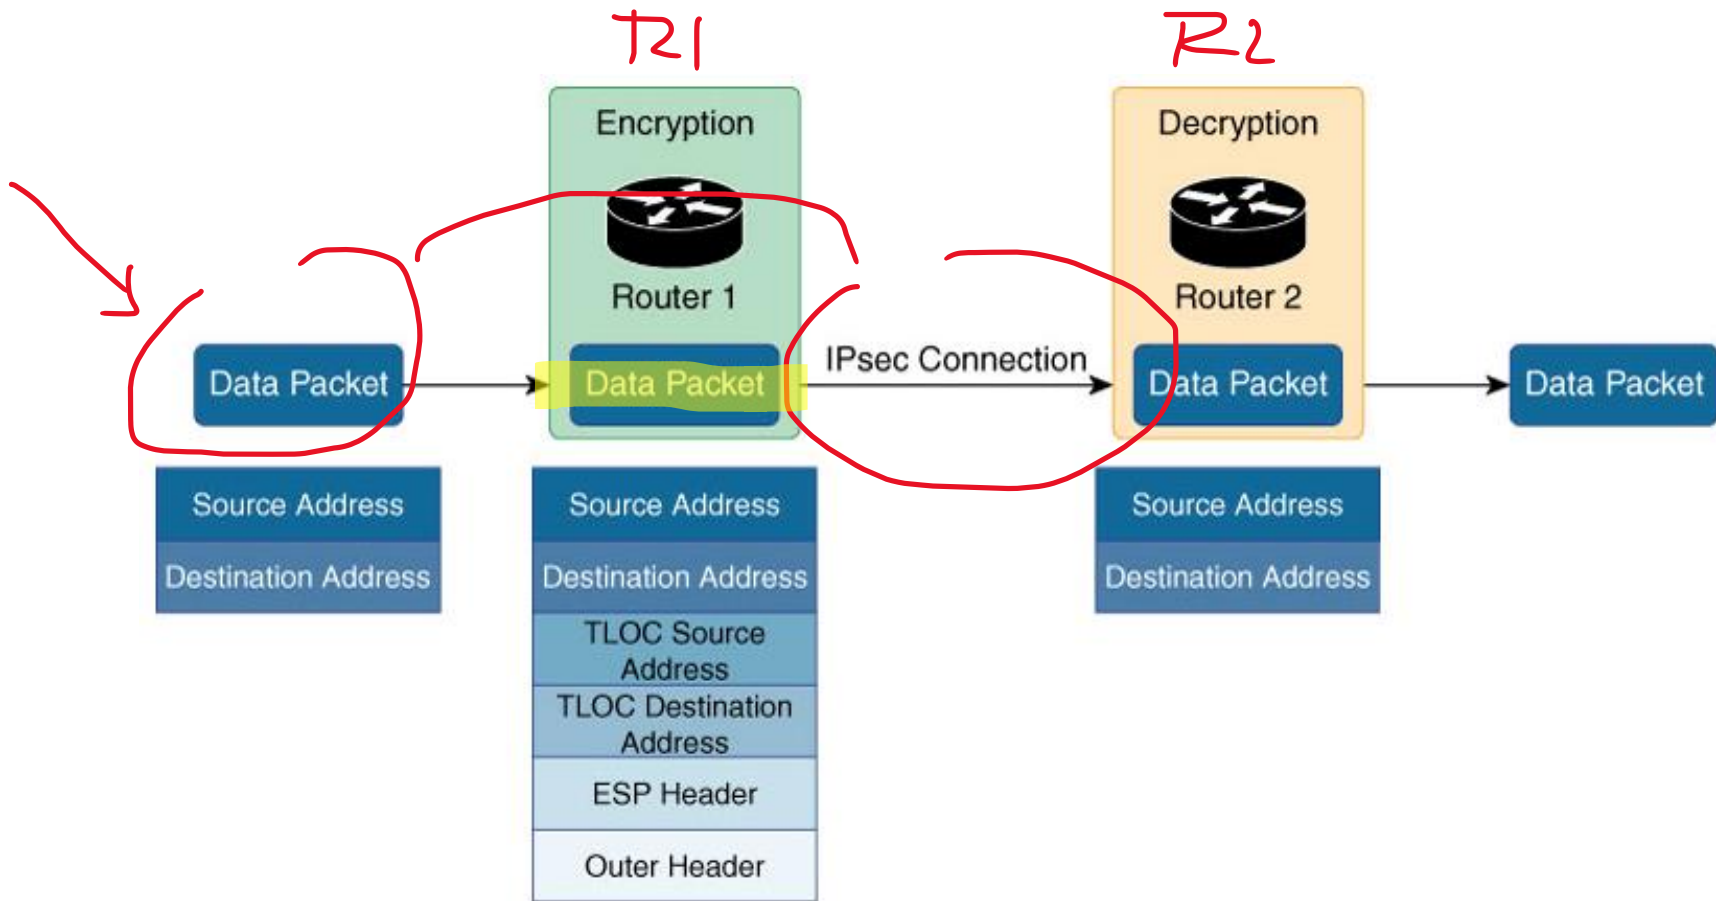 R1
R2
Encryption
Decryption
Router 1
Router 2
IPsec Connection
Data Packet
Data Packet
Data Packet
Data Packet
Source Address
Destination Address
Source Address
Destination Address
TLOC Source
Address
TLOC Destination
Address
ESP Header
Outer Header
Source Address
Destination Address